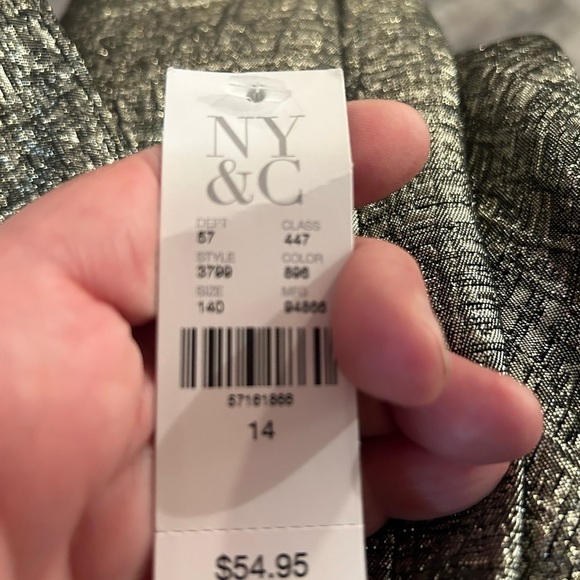 NY
&C
DEPT CLASS
57 447
STYLE COLOR
3799 896
SIZE MFG
140 94866
57161866
14
$54.95